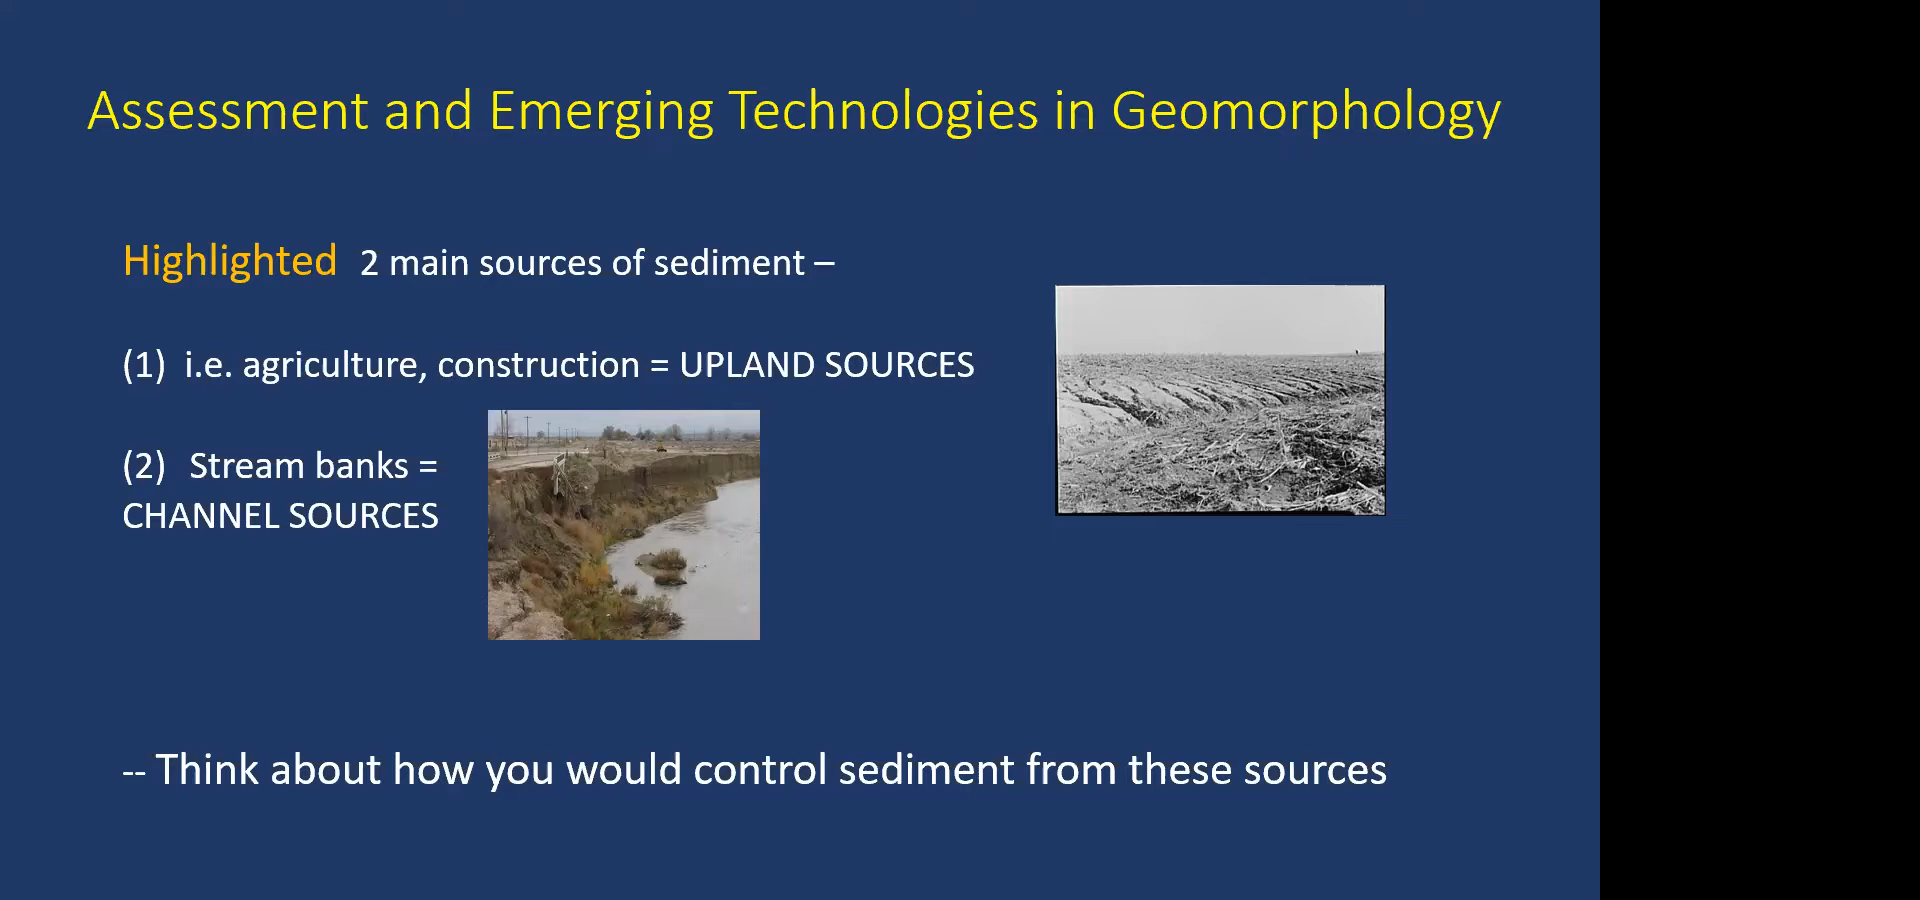 Assessment and Emerging Technologies in Geomorphology
Highlighted 2 main sources of sediment –
(1) i.e. agriculture, construction = UPLAND SOURCES
(2) Stream banks =
CHANNEL SOURCES
-- Think about how you would control sediment from these sources